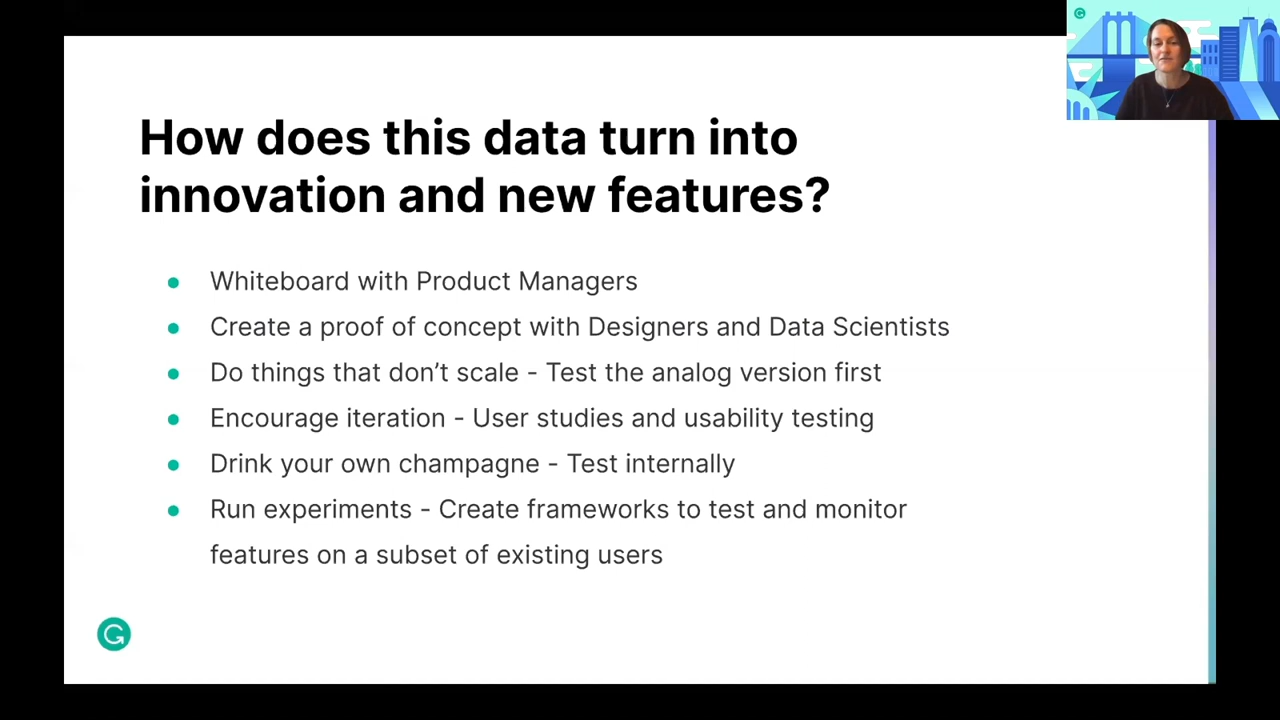 How does this data turn into
innovation and new features?
● Whiteboard with Product Managers
● Create a proof of concept with Designers and Data Scientists
● Do things that don’t scale - Test the analog version first
● Encourage iteration - User studies and usability testing
● Drink your own champagne - Test internally
● Run experiments - Create frameworks to test and monitor
features on a subset of existing users